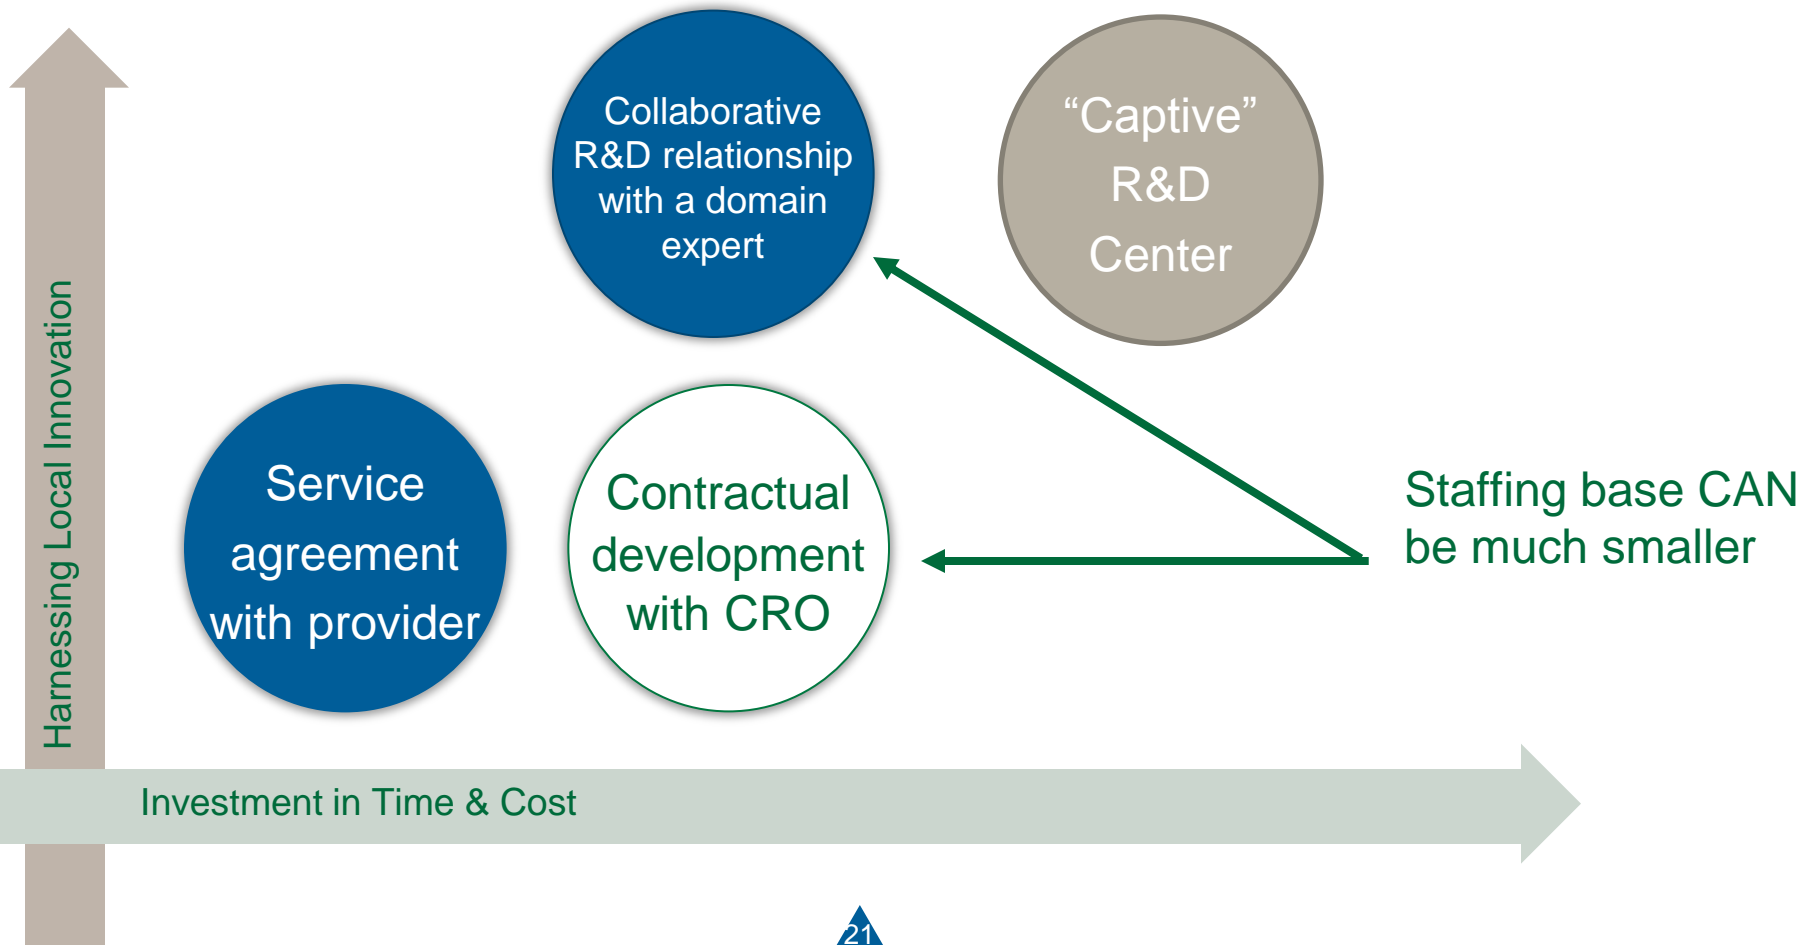 Collaborative
R&D relationship
with a domain
expert
“Captive”
R&D
Center
Harnessing Local Innovation
Service
agreement
with provider
Contractual
development
with CRO
Staffing base CAN
be much smaller
Investment in Time & Cost
21